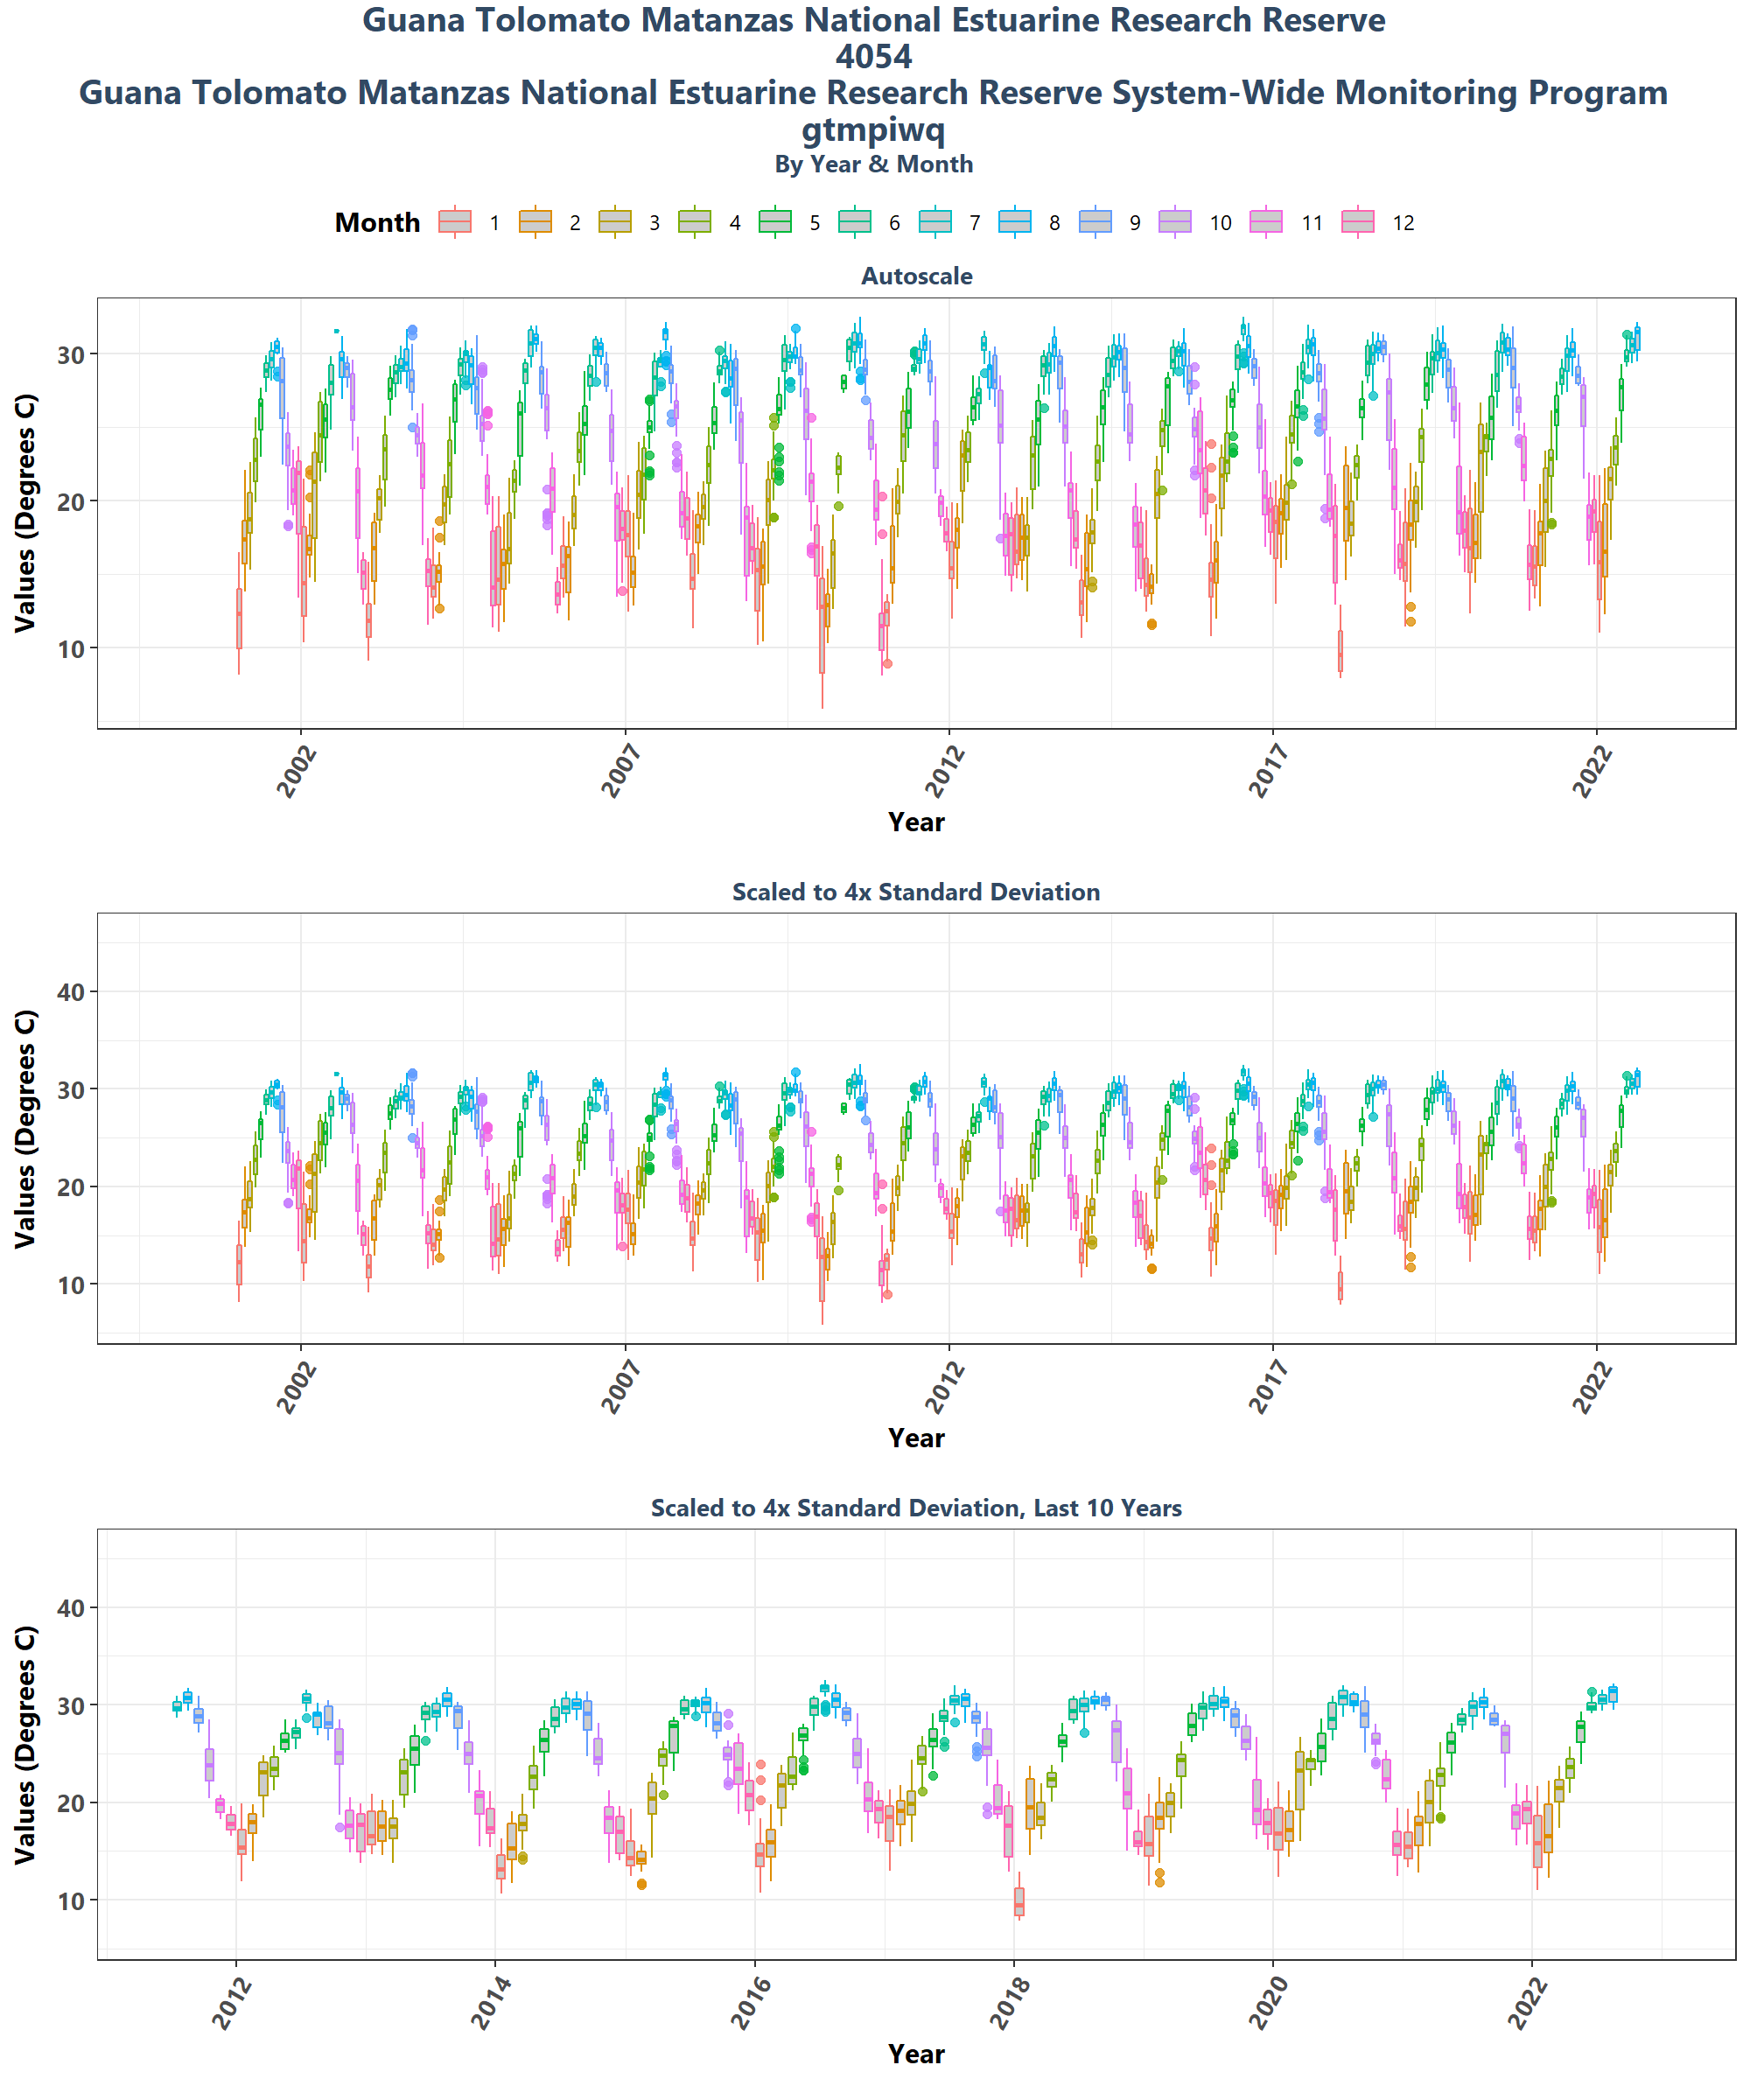 Guana Tolomato Matanzas National Estuarine Research Reserve
4054
Guana Tolomato Matanzas National Estuarine Research Reserve System-Wide Monitoring Program
gtmpiwq
By Year & Month
Month 1 2 3 4 5 6 7 8 9 10 11 12
Autoscale
Values (Degrees C)
30
20
10
2002 2007 2012 2017 2022
Year
Scaled to 4x Standard Deviation
Values (Degrees C)
40
30
20
10
2002 2007 2012 2017 2022
Year
Scaled to 4x Standard Deviation, Last 10 Years
Values (Degrees C)
40
30
20
10
2012 2014 2016 2018 2020 2022
Year